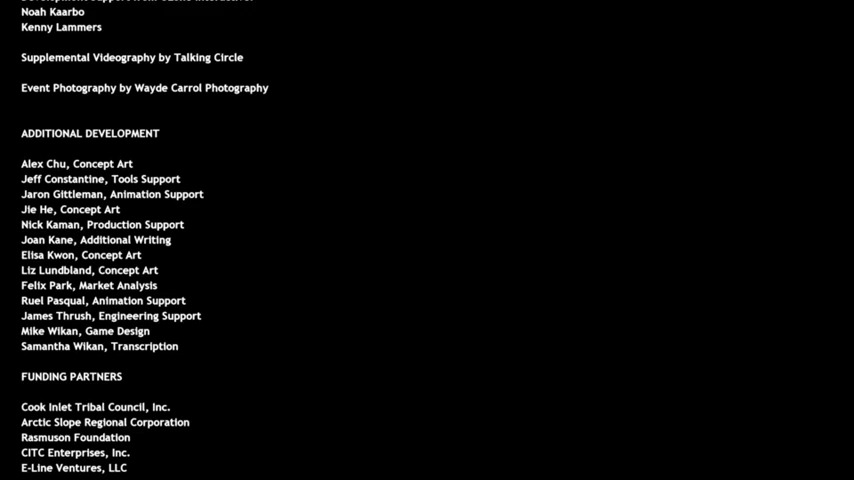 Noah Kaarbo
Kenny Lammers
Supplemental Videography by Talking Circle
Event Photography by Wayde Carrol Photography
ADDITIONAL DEVELOPMENT
Alex Chu, Concept Art
Jeff Constantine, Tools Support
Jaron Gittleman, Animation Support
Jie He, Concept Art
Nick Kaman, Production Support
Joan Kane, Additional Writing
Elisa Kwon, Concept Art
Liz Lundbland, Concept Art
Felix Park, Market Analysis
Ruel Pasqual, Animation Support
James Thrush, Engineering Support
Mike Wikan, Game Design
Samantha Wikan, Transcription
FUNDING PARTNERS
Cook Inlet Tribal Council, Inc.
Arctic Slope Regional Corporation
Rasmuson Foundation
CITC Enterprises, Inc.
E-Line Ventures, LLC